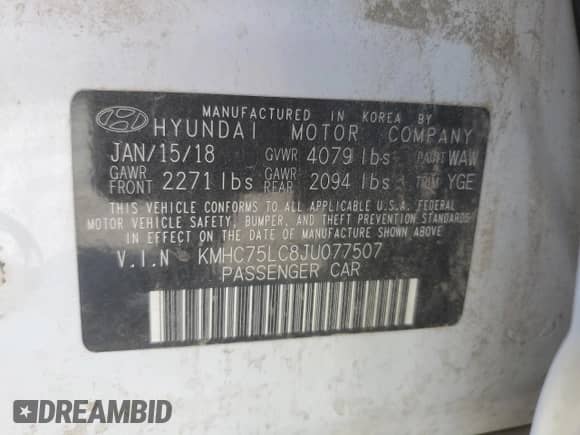 MANUFACTURED IN KOREA BY
HYUNDAI MOTOR COMPANY
JAN/15/18 GVWR 4079 lbs PAINT WAW
GAWR FRONT 2271 lbs GAWR REAR 2094 lbs TRIM YGE
THIS VEHICLE CONFORMS TO ALL APPLICABLE U.S.A. FEDERAL
MOTOR VEHICLE SAFETY, BUMPER, AND THEFT PREVENTION STANDARDS
IN EFFECT ON THE DATE OF MANUFACTURE SHOWN ABOVE.
V.I.N KMHC75LC8JU077507
PASSENGER CAR
DREAMBID